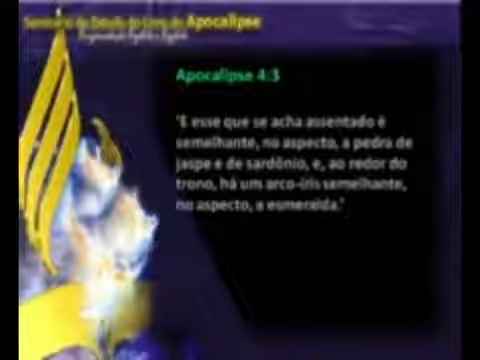 Seminário de Estudo do Livro do Apocalipse
Apocalipse 4:3
"E esse que se acha assentado é
semelhante, no aspecto, a pedra de
jaspe e de sardônio, e, ao redor do
trono, há um arco-íris semelhante,
no aspecto, a esmeralda."